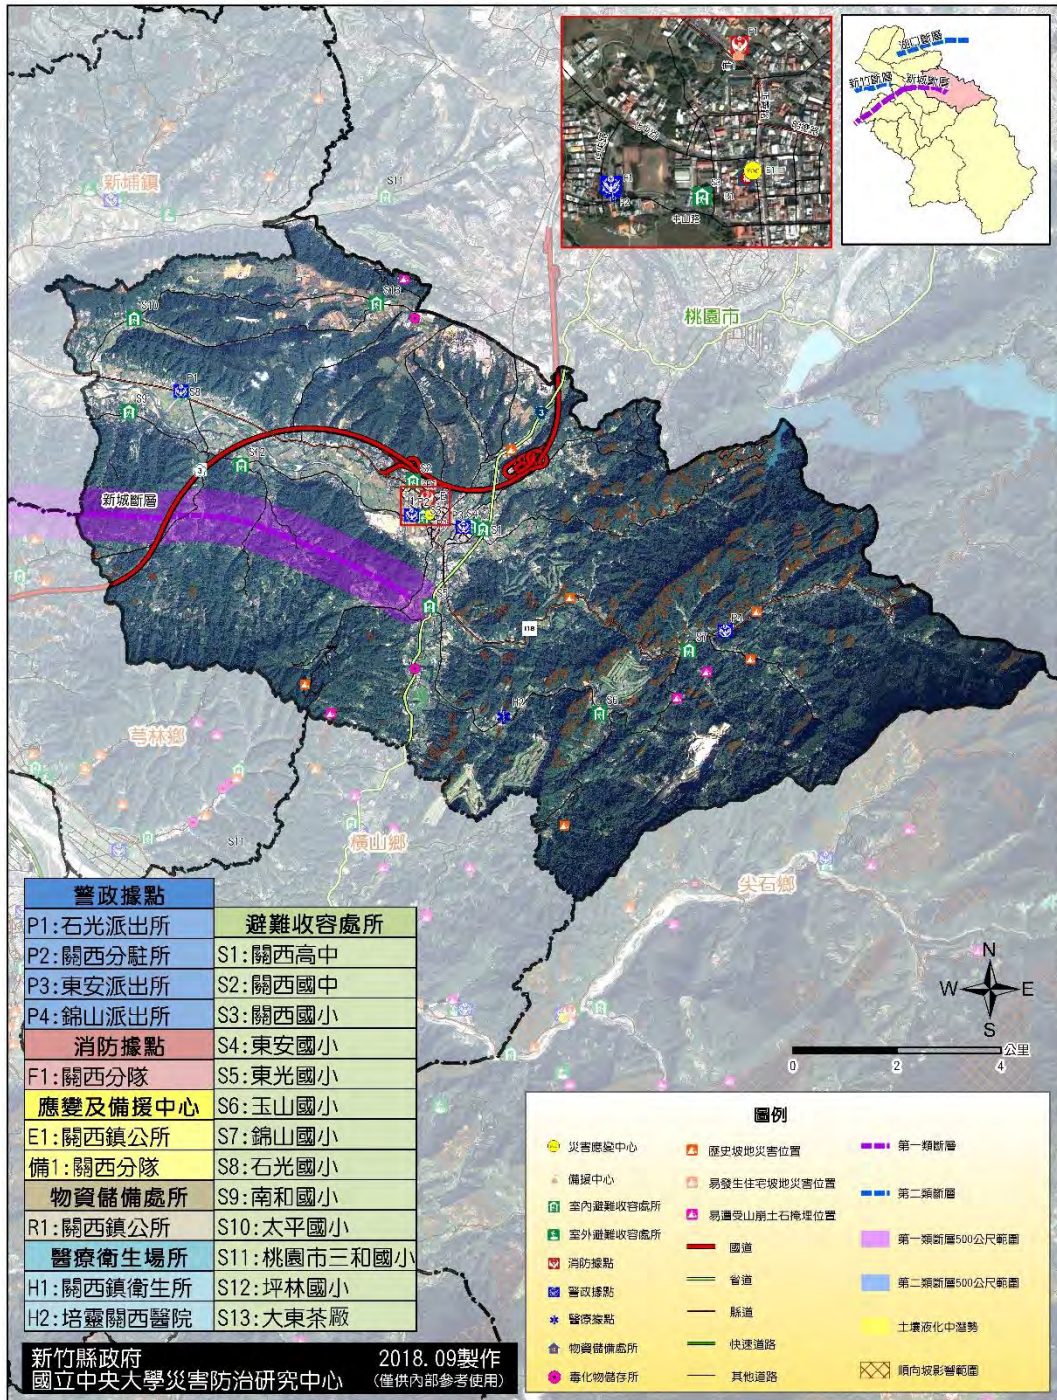 湖口斷層
新竹斷層
新城斷層
中山路
新埔鎮
S11
桃園市
S13
S10
P1
S8
S9
3
S12
3
S2
新城斷層
118
S7
H2
S6
芎林鄉
S11
橫山鄉
尖石鄉
N
W E
S
公里
0 2 4
警政據點
P1:石光派出所
P2:關西分駐所
P3:東安派出所
P4:錦山派出所
消防據點
F1:關西分隊
應變及備援中心
E1:關西鎮公所
備1:關西分隊
物資儲備處所
R1:關西鎮公所
醫療衛生場所
H1:關西鎮衛生所
H2:培靈關西醫院
避難收容處所
S1:關西高中
S2:關西國中
S3:關西國小
S4:東安國小
S5:東光國小
S6:玉山國小
S7:錦山國小
S8:石光國小
S9:南和國小
S10:太平國小
S11:桃園市三和國小
S12:坪林國小
S13:大東茶廠
新竹縣政府 2018.09製作
國立中央大學災害防治研究中心 (僅供內部參考使用)
圖例
災害應變中心
備援中心
室內避難收容處所
室外避難收容處所
消防據點
警政據點
醫療據點
物資儲備處所
毒化物儲存所
歷史坡地災害位置
易發生住宅坡地災害位置
易遭受山崩土石掩埋位置
國道
省道
縣道
快速道路
其他道路
第一類斷層
第二類斷層
第一類斷層500公尺範圍
第二類斷層500公尺範圍
土壤液化中潛勢
順向坡影響範圍